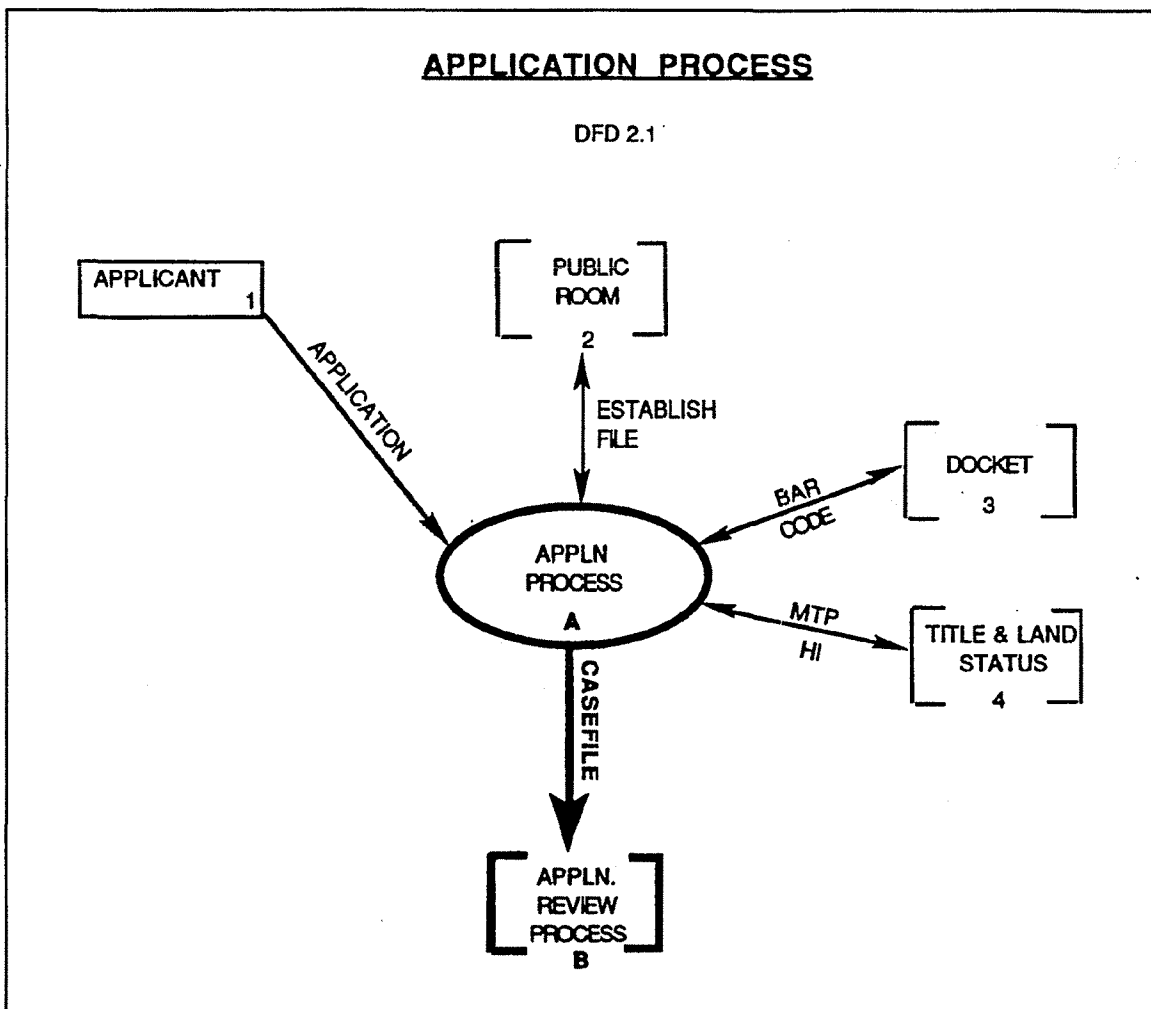 APPLICATION PROCESS
DFD 2.1
APPLICANT
1
PUBLIC
ROOM
2
APPLICATION
ESTABLISH
FILE
DOCKET
3
BAR
CODE
APPLN
PROCESS
A
MTP
HI
TITLE & LAND
STATUS
4
CASEFILE
APPLN.
REVIEW
PROCESS
B